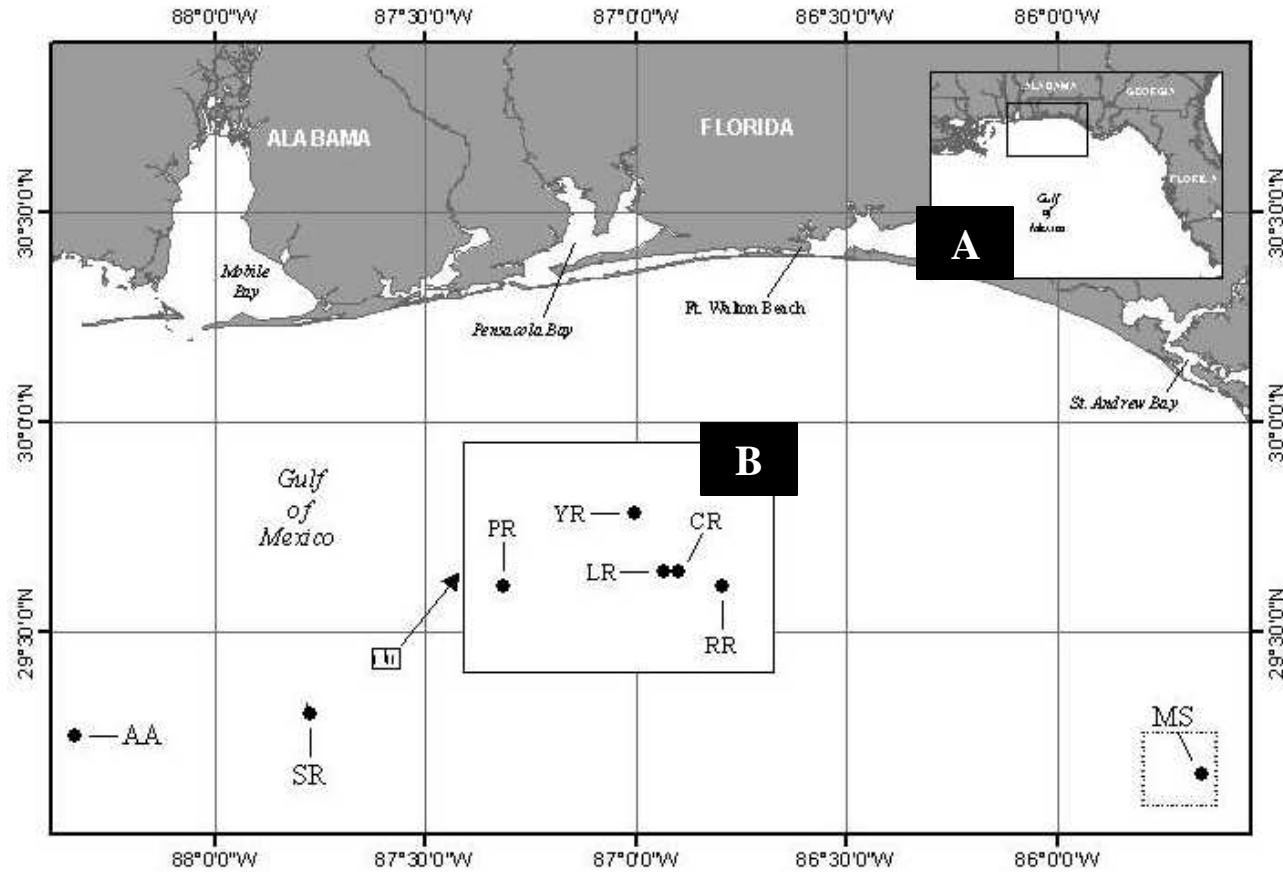 88°0'0"W 87°30'0"W 87°0'0"W 86°30'0"W 86°0'0"W
ALABAMA
FLORIDA
ALABAMA
GEORGIA
FLORIDA
Gulf
of
Mexico
A
30°30'0"N
30°30'0"N
Mobile
Bay
Pensacola Bay
Ft. Walton Beach
St. Andrew Bay
30°0'0"N
30°0'0"N
Gulf
of
Mexico
B
PR
YR
CR
LR
RR
29°30'0"N
29°30'0"N
AA
SR
MS
88°0'0"W 87°30'0"W 87°0'0"W 86°30'0"W 86°0'0"W